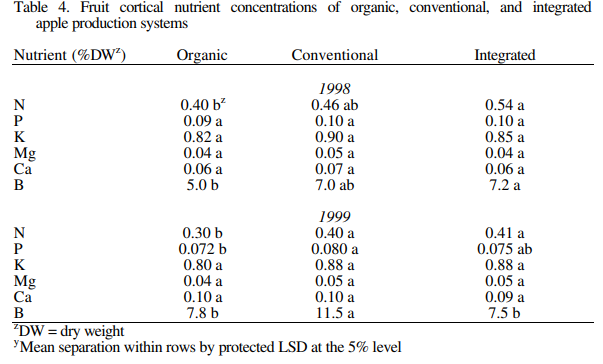 Table 4. Fruit cortical nutrient concentrations of organic, conventional, and integrated
apple production systems
Nutrient (%DWᶻ) Organic Conventional Integrated
1998
N 0.40 bᶻ 0.46 ab 0.54 a
P 0.09 a 0.10 a 0.10 a
K 0.82 a 0.90 a 0.85 a
Mg 0.04 a 0.05 a 0.04 a
Ca 0.06 a 0.07 a 0.06 a
B 5.0 b 7.0 ab 7.2 a
1999
N 0.30 b 0.40 a 0.41 a
P 0.072 b 0.080 a 0.075 ab
K 0.80 a 0.88 a 0.88 a
Mg 0.04 a 0.05 a 0.05 a
Ca 0.10 a 0.10 a 0.09 a
B 7.8 b 11.5 a 7.5 b
ᶻDW = dry weight
ʸMean separation within rows by protected LSD at the 5% level